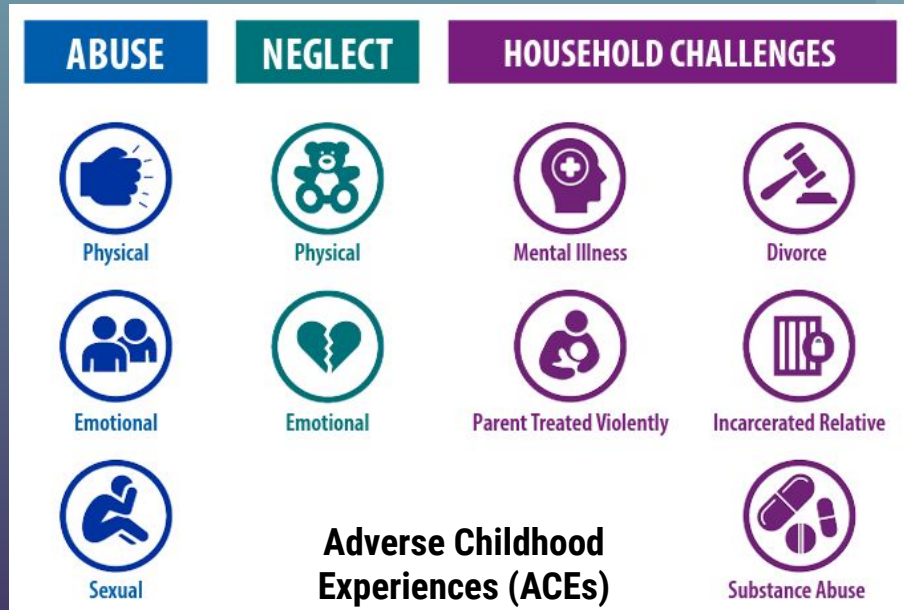 ABUSE
NEGLECT
HOUSEHOLD CHALLENGES
Physical
Physical
Mental Illness
Divorce
Emotional
Emotional
Parent Treated Violently
Incarcerated Relative
Sexual
Adverse Childhood
Experiences (ACEs)
Substance Abuse